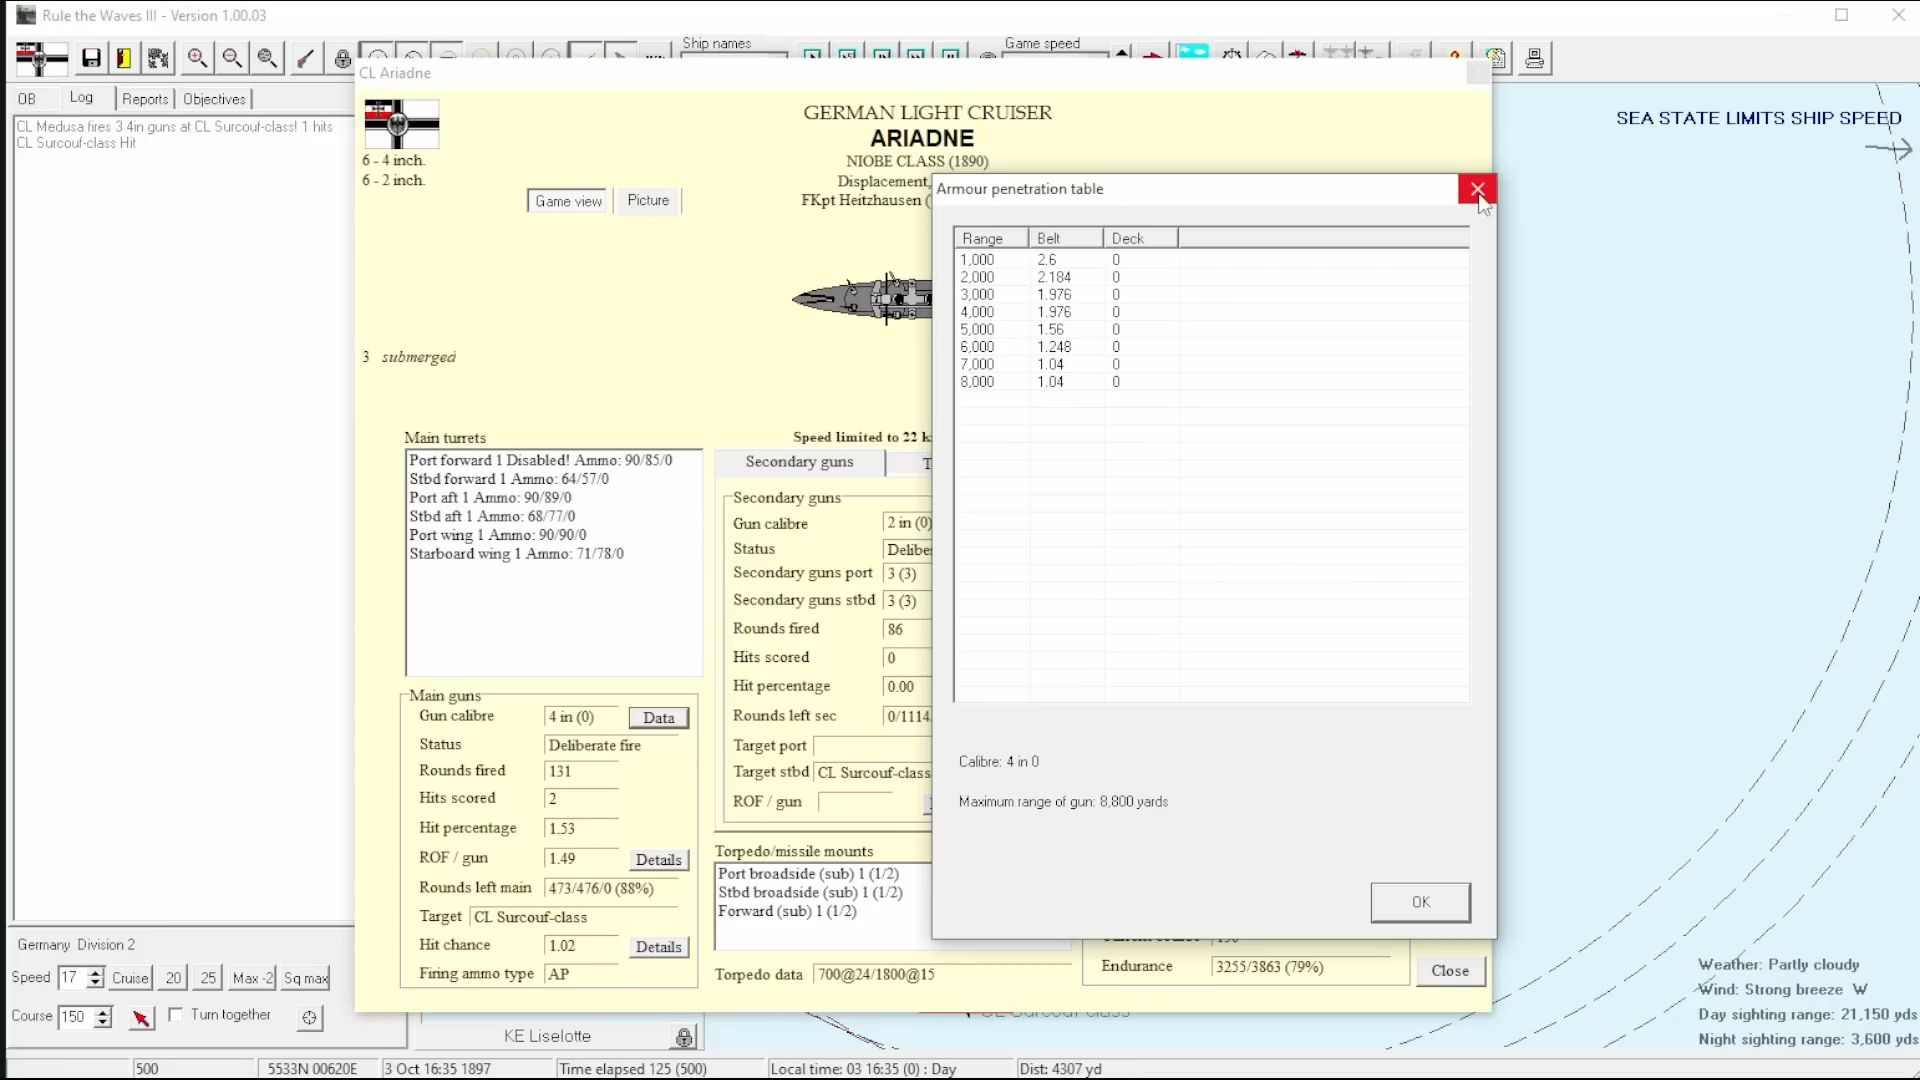 Rule the Waves III - Version 1.00.03
Ship names
Game speed
CL Ariadne
OB Log Reports Objectives
CL Medusa fires 3 4in guns at CL Surcouf-class! 1 hits
CL Surcouf-class Hit
GERMAN LIGHT CRUISER
ARIADNE
NIOBE CLASS (1890)
Displacement,
FKpt Heitzhausen (
6 - 4 inch.
6 - 2 inch.
Game view Picture
3 submerged
Speed limited to 22 k
Main turrets
Port forward 1 Disabled! Ammo: 90/85/0
Stbd forward 1 Ammo: 64/57/0
Port aft 1 Ammo: 90/89/0
Stbd aft 1 Ammo: 68/77/0
Port wing 1 Ammo: 90/90/0
Starboard wing 1 Ammo: 71/78/0
Main guns
Gun calibre 4 in (0) Data
Status Deliberate fire
Rounds fired 131
Hits scored 2
Hit percentage 1.53
ROF / gun 1.49 Details
Rounds left main 473/476/0 (88%)
Target CL Surcouf-class
Hit chance 1.02 Details
Firing ammo type AP
Secondary guns T
Secondary guns
Gun calibre 2 in (0)
Status Delibe
Secondary guns port 3 (3)
Secondary guns stbd 3 (3)
Rounds fired 86
Hits scored 0
Hit percentage 0.00
Rounds left sec 0/1114
Target port
Target stbd CL Surcouf-class
ROF / gun
Torpedo/missile mounts
Port broadside (sub) 1 (1/2)
Stbd broadside (sub) 1 (1/2)
Forward (sub) 1 (1/2)
Torpedo data 700@24/1800@15
Endurance 3255/3863 (79%)
Close
Armour penetration table
Range Belt Deck
1,000 2.6 0
2,000 2.184 0
3,000 1.976 0
4,000 1.976 0
5,000 1.56 0
6,000 1.248 0
7,000 1.04 0
8,000 1.04 0
Calibre: 4 in 0
Maximum range of gun: 8,800 yards
OK
SEA STATE LIMITS SHIP SPEED
Weather: Partly cloudy
Wind: Strong breeze W
Day sighting range: 21,150 yds
Night sighting range: 3,600 yds
Germany Division 2
Speed 17 Cruise 20 25 Max -2 Sq max
Course 150 Turn together
KE Liselotte
500 5533N 00620E 3 Oct 16:35 1897 Time elapsed 125 (500) Local time: 03 16:35 (0) : Day Dist: 4307 yd